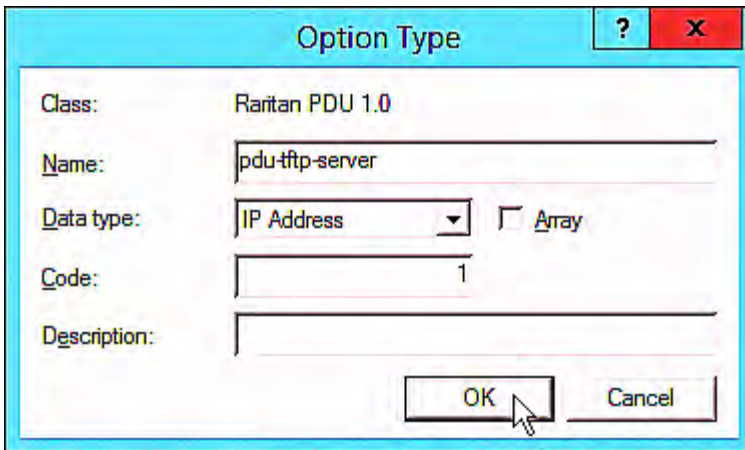 Option Type
?
x
Class: Raritan PDU 1.0
Name: pdu-tftp-server
Data type: IP Address Array
Code: 1
Description:
OK Cancel